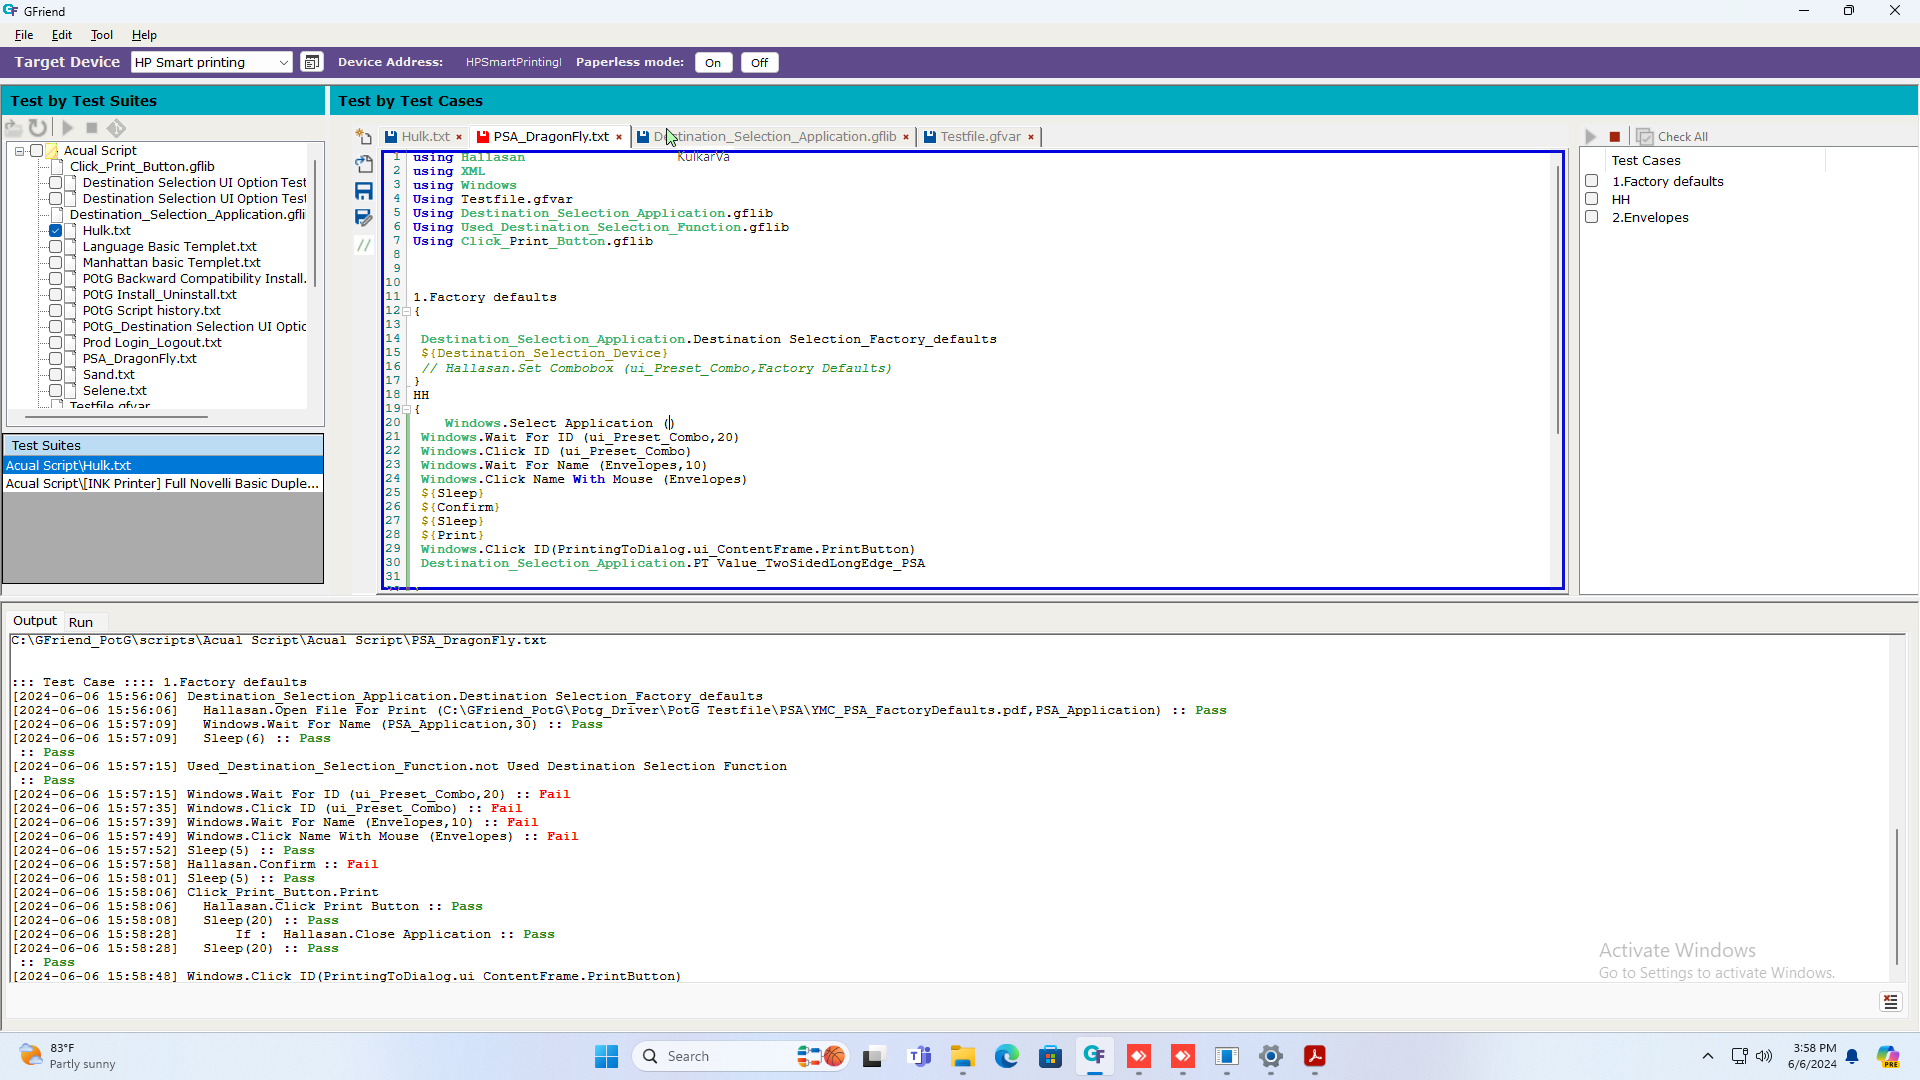 GFriend
File Edit Tool Help
Target Device HP Smart printing Device Address: HPSmartPrintingI Paperless mode: On Off
Test by Test Suites
Test by Test Cases
Acual Script
Click_Print_Button.gflib
Destination Selection UI Option Test
Destination Selection UI Option Test
Destination_Selection_Application.gfli
Hulk.txt
Language Basic Templet.txt
Manhattan basic Templet.txt
POtG Backward Compatibility Install.
POtG Install_Uninstall.txt
POtG Script history.txt
POtG_Destination Selection UI Optic
Prod Login_Logout.txt
PSA_DragonFly.txt
Sand.txt
Selene.txt
Testfile.gfvar
Test Suites
Acual Script\Hulk.txt
Acual Script\[INK Printer] Full Novelli Basic Duple...
Hulk.txt PSA_DragonFly.txt Destination_Selection_Application.gflib Testfile.gfvar
KulkarVa
1 using Hallasan
2 using XML
3 using Windows
4 Using Testfile.gfvar
5 Using Destination_Selection_Application.gflib
6 Using Used_Destination_Selection_Function.gflib
7 Using Click_Print_Button.gflib
8
9
10
11 1.Factory defaults
12 {
13
14 Destination_Selection_Application.Destination Selection_Factory_defaults
15 ${Destination_Selection_Device}
16 // Hallasan.Set Combobox (ui_Preset_Combo,Factory Defaults)
17 }
18 HH
19 {
20 Windows.Select Application ()
21 Windows.Wait For ID (ui_Preset_Combo,20)
22 Windows.Click ID (ui_Preset_Combo)
23 Windows.Wait For Name (Envelopes,10)
24 Windows.Click Name With Mouse (Envelopes)
25 ${Sleep}
26 ${Confirm}
27 ${Sleep}
28 ${Print}
29 Windows.Click ID(PrintingToDialog.ui_ContentFrame.PrintButton)
30 Destination_Selection_Application.PT Value_TwoSidedLongEdge_PSA
31
Check All
Test Cases
1.Factory defaults
HH
2.Envelopes
Output Run
C:\GFriend_PotG\scripts\Acual Script\Acual Script\PSA_DragonFly.txt
::: Test Case :::: 1.Factory defaults
[2024-06-06 15:56:06] Destination_Selection_Application.Destination Selection_Factory_defaults
[2024-06-06 15:56:06] Hallasan.Open File For Print (C:\GFriend_PotG\Potg_Driver\PotG Testfile\PSA\YMC_PSA_FactoryDefaults.pdf,PSA_Application) :: Pass
[2024-06-06 15:57:09] Windows.Wait For Name (PSA_Application,30) :: Pass
[2024-06-06 15:57:09] Sleep(6) :: Pass
:: Pass
[2024-06-06 15:57:15] Used_Destination_Selection_Function.not Used Destination Selection Function
:: Pass
[2024-06-06 15:57:15] Windows.Wait For ID (ui_Preset_Combo,20) :: Fail
[2024-06-06 15:57:35] Windows.Click ID (ui_Preset_Combo) :: Fail
[2024-06-06 15:57:39] Windows.Wait For Name (Envelopes,10) :: Fail
[2024-06-06 15:57:49] Windows.Click Name With Mouse (Envelopes) :: Fail
[2024-06-06 15:57:52] Sleep(5) :: Pass
[2024-06-06 15:57:58] Hallasan.Confirm :: Fail
[2024-06-06 15:58:01] Sleep(5) :: Pass
[2024-06-06 15:58:06] Click_Print_Button.Print
[2024-06-06 15:58:06] Hallasan.Click Print Button :: Pass
[2024-06-06 15:58:08] Sleep(20) :: Pass
[2024-06-06 15:58:28] If : Hallasan.Close Application :: Pass
[2024-06-06 15:58:28] Sleep(20) :: Pass
:: Pass
[2024-06-06 15:58:48] Windows.Click ID(PrintingToDialog.ui ContentFrame.PrintButton)
Activate Windows
Go to Settings to activate Windows.
83°F
Partly sunny
Search
3:58 PM
6/6/2024